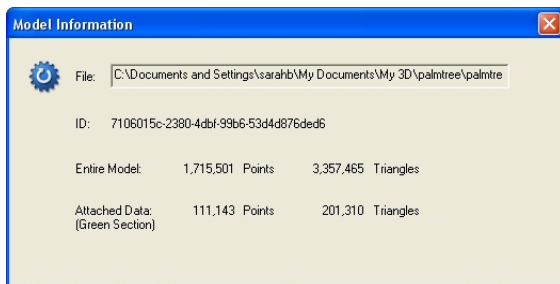 Model Information
File: C:\Documents and Settings\sarahb\My Documents\My 3D\palmtree\palmtre
ID: 7106015c-2380-4dbf-99b6-53d4d876ded6
Entire Model: 1,715,501 Points 3,357,465 Triangles
Attached Data: 111,143 Points 201,310 Triangles
(Green Section)